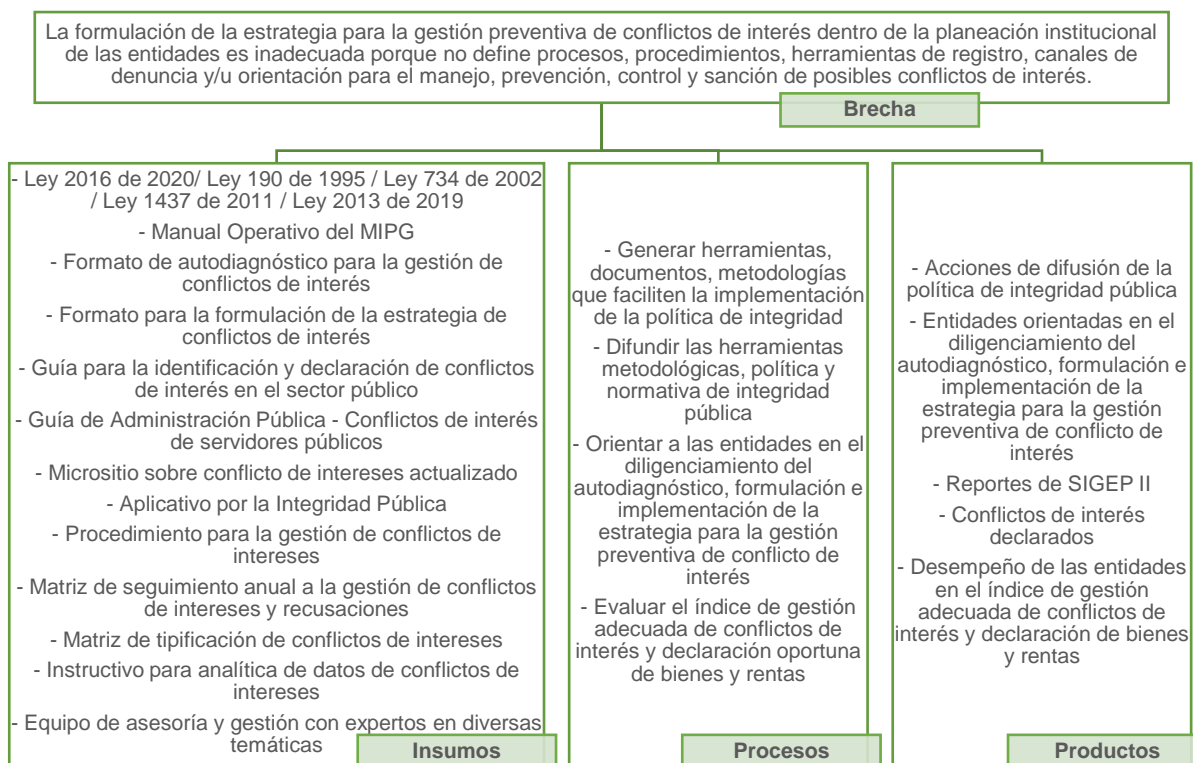 La formulación de la estrategia para la gestión preventiva de conflictos de interés dentro de la planeación institucional
de las entidades es inadecuada porque no define procesos, procedimientos, herramientas de registro, canales de
denuncia y/u orientación para el manejo, prevención, control y sanción de posibles conflictos de interés.
Brecha
- Ley 2016 de 2020/ Ley 190 de 1995 / Ley 734 de 2002
/ Ley 1437 de 2011 / Ley 2013 de 2019
- Manual Operativo del MIPG
- Formato de autodiagnóstico para la gestión de
conflictos de interés
- Formato para la formulación de la estrategia de
conflictos de interés
- Guía para la identificación y declaración de conflictos
de interés en el sector público
- Guía de Administración Pública - Conflictos de interés
de servidores públicos
- Micrositio sobre conflicto de intereses actualizado
- Aplicativo por la Integridad Pública
- Procedimiento para la gestión de conflictos de
intereses
- Matriz de seguimiento anual a la gestión de conflictos
de intereses y recusaciones
- Matriz de tipificación de conflictos de intereses
- Instructivo para analítica de datos de conflictos de
intereses
- Equipo de asesoría y gestión con expertos en diversas
temáticas
Insumos
- Generar herramientas,
documentos, metodologías
que faciliten la implementación
de la política de integridad
- Difundir las herramientas
metodológicas, política y
normativa de integridad
pública
- Orientar a las entidades en el
diligenciamiento del
autodiagnóstico, formulación e
implementación de la
estrategia para la gestión
preventiva de conflicto de
interés
- Evaluar el índice de gestión
adecuada de conflictos de
interés y declaración oportuna
de bienes y rentas
Procesos
- Acciones de difusión de la
política de integridad pública
- Entidades orientadas en el
diligenciamiento del
autodiagnóstico, formulación e
implementación de la
estrategia para la gestión
preventiva de conflicto de
interés
- Reportes de SIGEP II
- Conflictos de interés
declarados
- Desempeño de las entidades
en el índice de gestión
adecuada de conflictos de
interés y declaración de bienes
y rentas
Productos